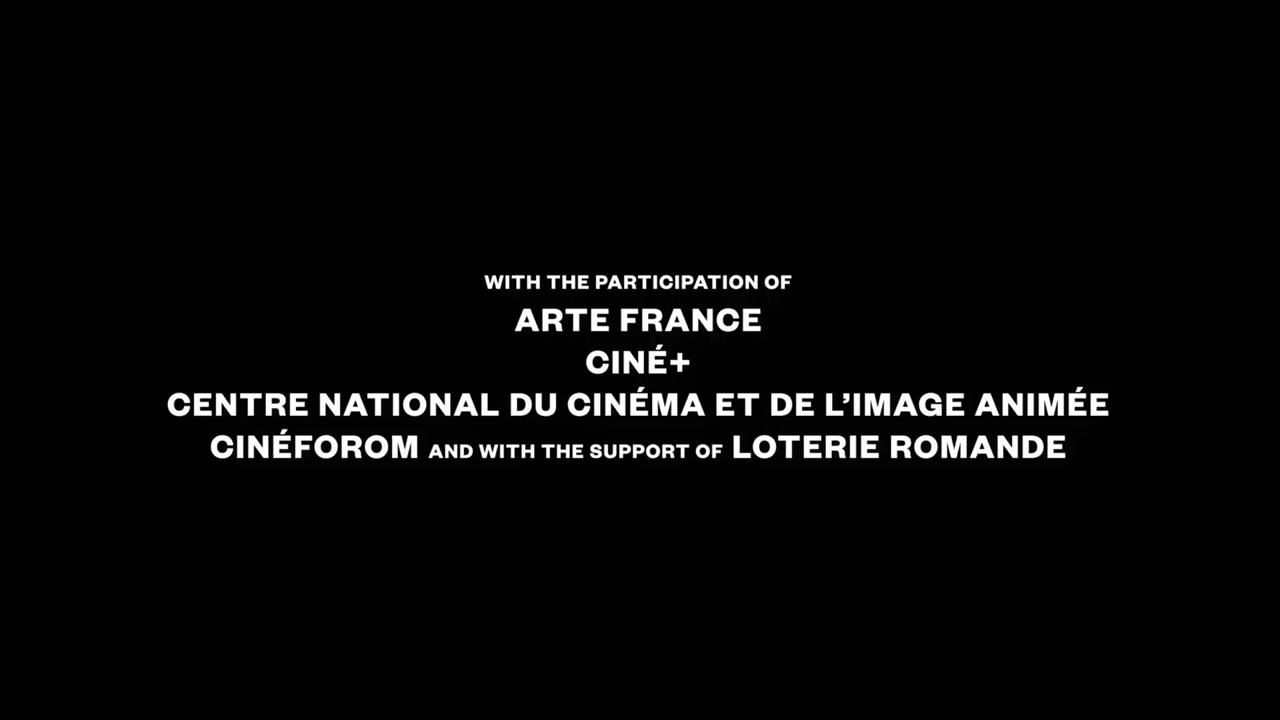 WITH THE PARTICIPATION OF
ARTE FRANCE
CINÉ+
CENTRE NATIONAL DU CINÉMA ET DE L’IMAGE ANIMÉE
CINÉFOROM AND WITH THE SUPPORT OF LOTERIE ROMANDE